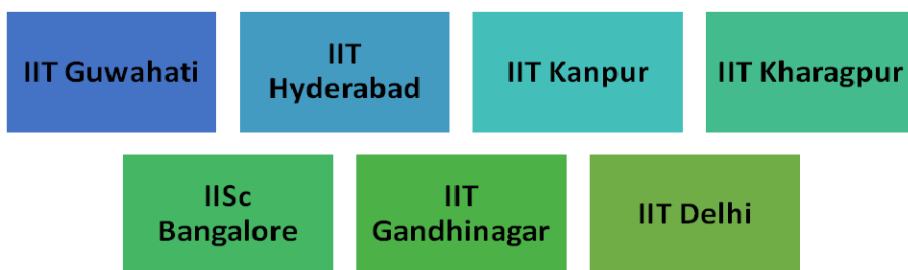 IIT Guwahati
IIT
Hyderabad
IIT Kanpur
IIT Kharagpur
IISc
Bangalore
IIT
Gandhinagar
IIT Delhi